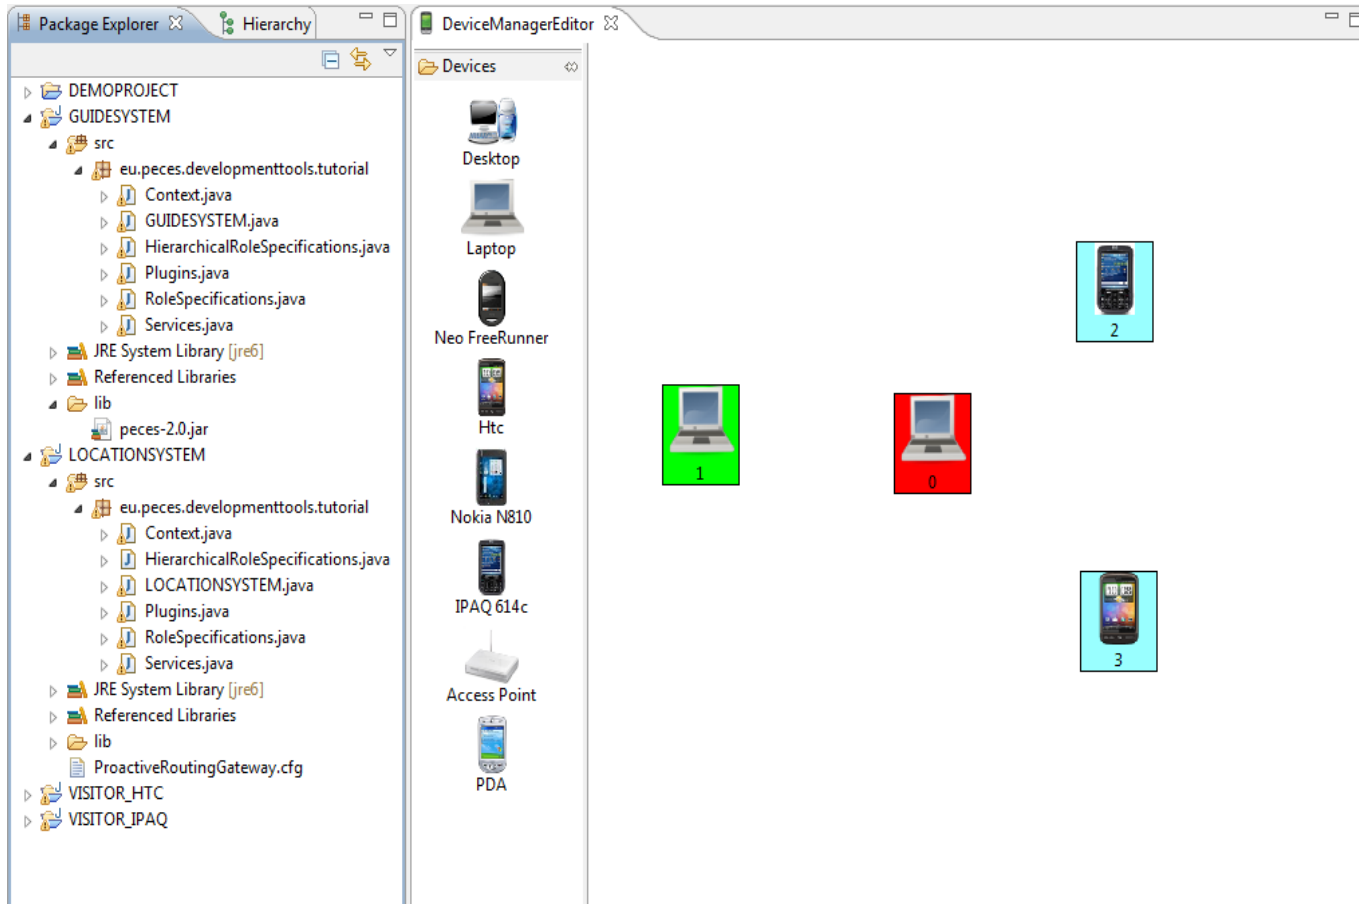 Package Explorer
Hierarchy
DEMOPROJECT
GUIDESYSTEM
src
eu.peces.developmenttools.tutorial
Context.java
GUIDESYSTEM.java
HierarchicalRoleSpecifications.java
Plugins.java
RoleSpecifications.java
Services.java
JRE System Library [jre6]
Referenced Libraries
lib
peces-2.0.jar
LOCATIONSYSTEM
src
eu.peces.developmenttools.tutorial
Context.java
HierarchicalRoleSpecifications.java
LOCATIONSYSTEM.java
Plugins.java
RoleSpecifications.java
Services.java
JRE System Library [jre6]
Referenced Libraries
lib
ProactiveRoutingGateway.cfg
VISITOR_HTC
VISITOR_IPAQ
DeviceManagerEditor
Devices
Desktop
Laptop
Neo FreeRunner
Htc
Nokia N810
IPAQ 614c
Access Point
PDA
2
1
0
3